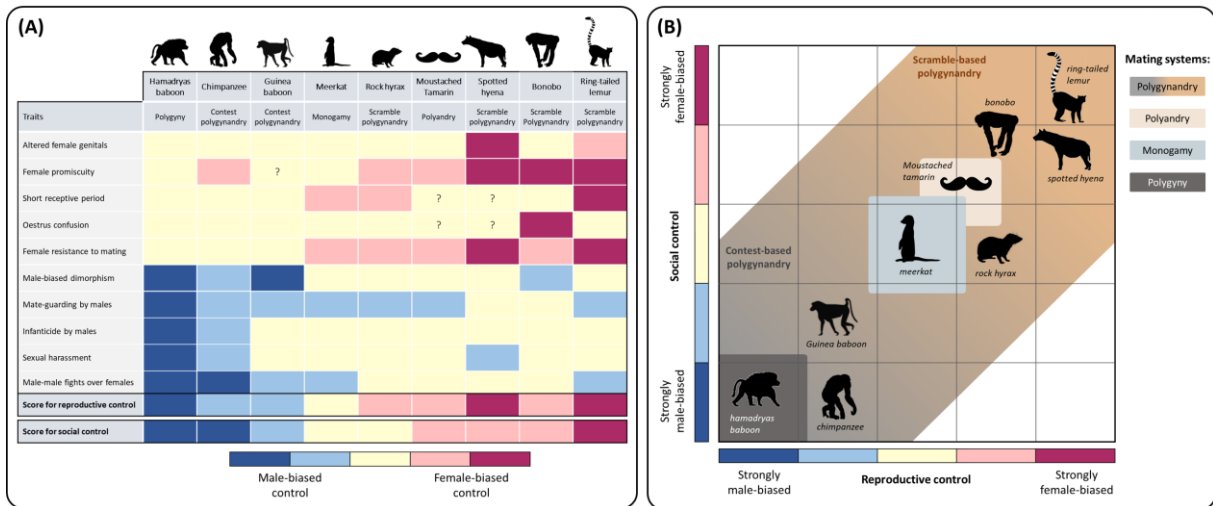 (A)
Hamadryas baboon
Chimpanzee
Guinea baboon
Meerkat
Rock hyrax
Moustached Tamarin
Spotted hyena
Bonobo
Ring-tailed lemur
Traits
Polygyny
Contest polygynandry
Contest polygynandry
Monogamy
Scramble polygynandry
Polyandry
Scramble polygynandry
Scramble Polygynandry
Scramble polygynandry
Altered female genitals
Female promiscuity
?
Short receptive period
? ?
Oestrus confusion
? ?
Female resistance to mating
Male-biased dimorphism
Mate-guarding by males
Infanticide by males
Sexual harassment
Male-male fights over females
Score for reproductive control
Score for social control
Male-biased
control
Female-biased
control
(B)
Strongly
female-biased
Social control
Strongly
male-biased
Scramble-based
polygynandry
ring-tailed
lemur
bonobo
spotted hyena
Moustached
tamarin
Contest-based
polygynandry
meerkat
rock hyrax
Guinea baboon
hamadryas
baboon
chimpanzee
Strongly
male-biased
Reproductive control
Strongly
female-biased
Mating systems:
Polygynandry
Polyandry
Monogamy
Polygyny